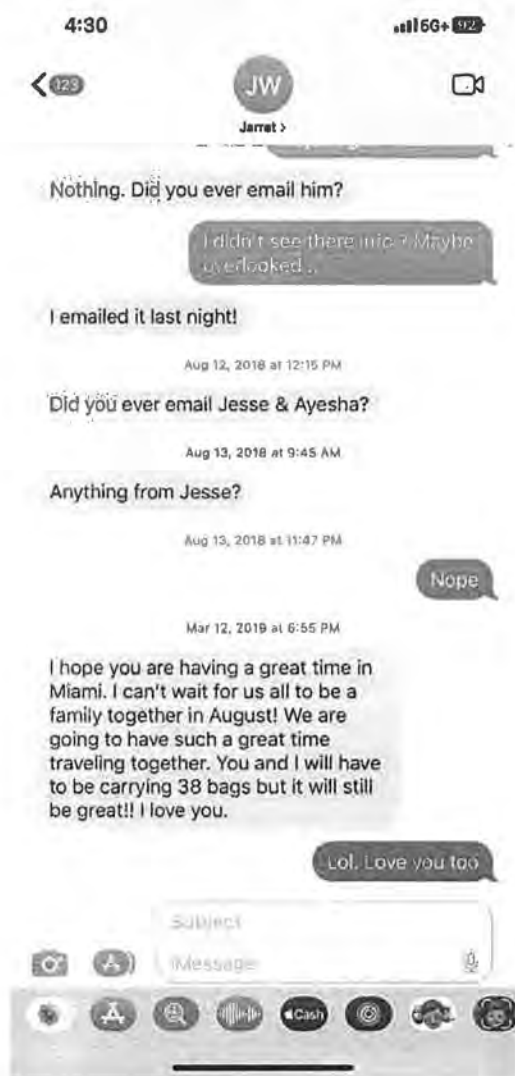 4:30
5G+ 92
123
JW
Jarrat >
Nothing. Did you ever email him?
I didn't see there info? Maybe
overlooked..
I emailed it last night!
Aug 12, 2018 at 12:15 PM
Did you ever email Jesse & Ayesha?
Aug 13, 2018 at 9:45 AM
Anything from Jesse?
Aug 13, 2018 at 11:47 PM
Nope
Mar 12, 2019 at 6:55 PM
I hope you are having a great time in
Miami. I can't wait for us all to be a
family together in August! We are
going to have such a great time
traveling together. You and I will have
to be carrying 38 bags but it will still
be great!! I love you.
Lol. Love you too
Subject
iMessage
Cash